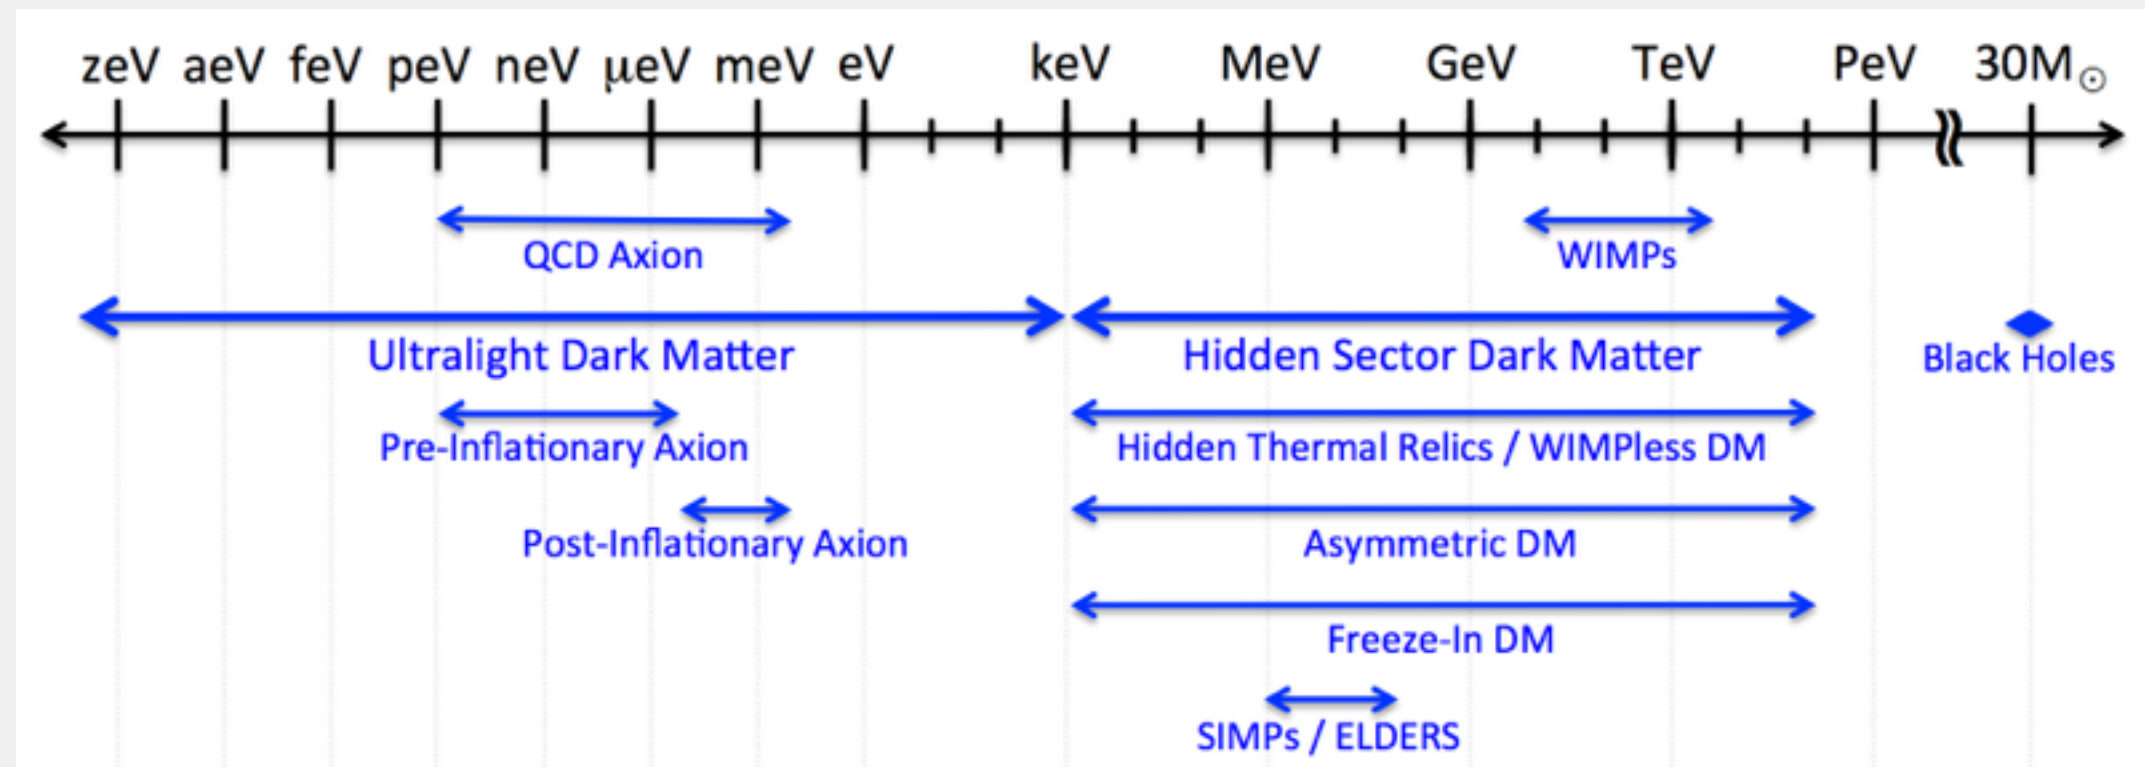 zeV aeV feV peV neV μeV meV eV keV MeV GeV TeV PeV 30M☉
QCD Axion WIMPs
Ultralight Dark Matter Hidden Sector Dark Matter Black Holes
Pre-Inflationary Axion Hidden Thermal Relics / WIMPless DM
Post-Inflationary Axion Asymmetric DM
Freeze-In DM
SIMPs / ELDERS